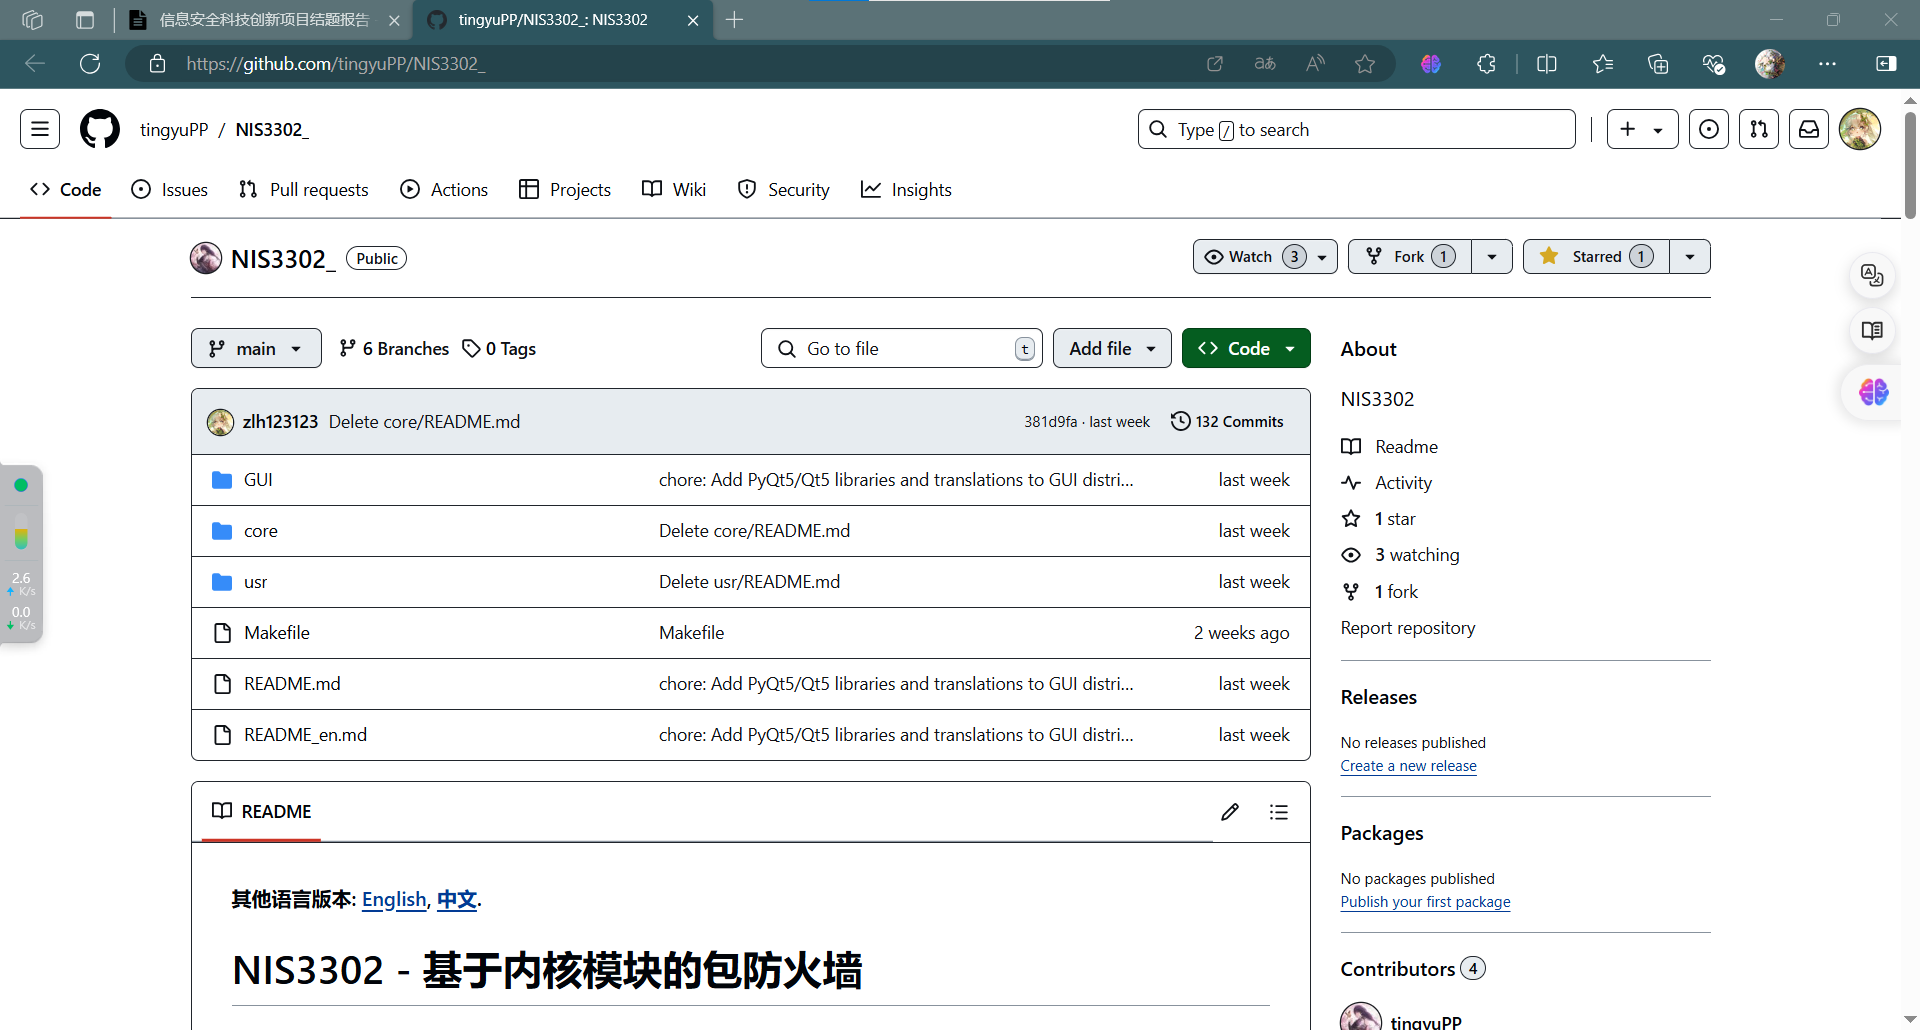 信息安全科技创新项目结题报告
tingyuPP/NIS3302_: NIS3302
https://github.com/tingyuPP/NIS3302_
tingyuPP / NIS3302_
Type / to search
Code
Issues
Pull requests
Actions
Projects
Wiki
Security
Insights
NIS3302_ Public
Watch 3
Fork 1
Starred 1
main
6 Branches
0 Tags
Go to file t
Add file
Code
zlh123123 Delete core/README.md 381d9fa · last week 132 Commits
GUI chore: Add PyQt5/Qt5 libraries and translations to GUI distri... last week
core Delete core/README.md last week
usr Delete usr/README.md last week
Makefile Makefile 2 weeks ago
README.md chore: Add PyQt5/Qt5 libraries and translations to GUI distri... last week
README_en.md chore: Add PyQt5/Qt5 libraries and translations to GUI distri... last week
README
其他语言版本: English, 中文.
NIS3302 - 基于内核模块的包防火墙
About
NIS3302
Readme
Activity
1 star
3 watching
1 fork
Report repository
Releases
No releases published
Create a new release
Packages
No packages published
Publish your first package
Contributors 4
tingyuPP
2.6
K/s
0.0
K/s